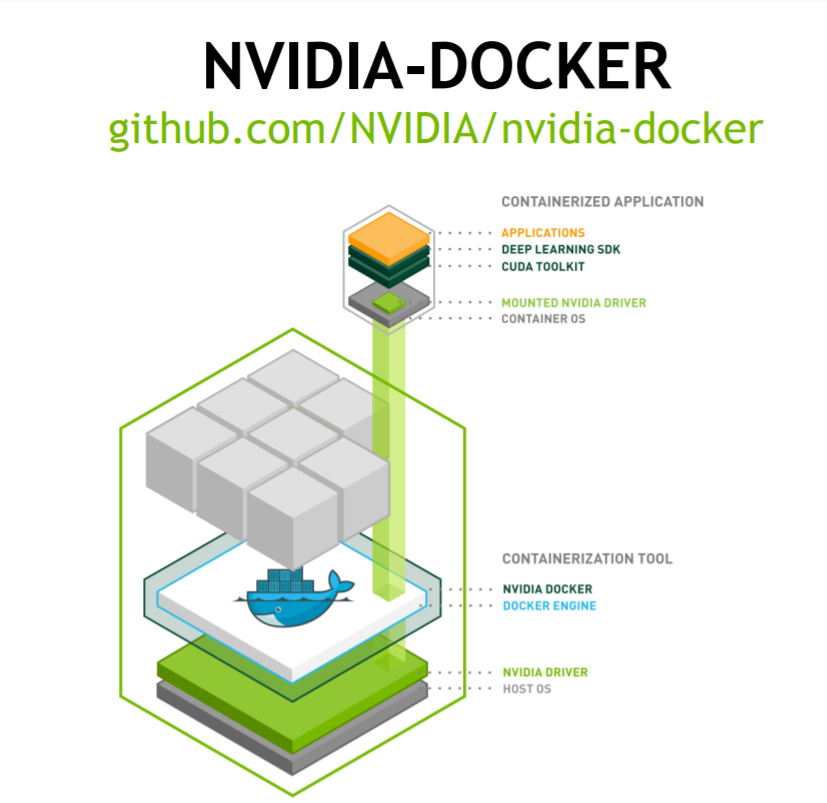 NVIDIA-DOCKER
github.com/NVIDIA/nvidia-docker
CONTAINERIZED APPLICATION
APPLICATIONS
DEEP LEARNING SDK
CUDA TOOLKIT
MOUNTED NVIDIA DRIVER
CONTAINER OS
CONTAINERIZATION TOOL
NVIDIA DOCKER
DOCKER ENGINE
NVIDIA DRIVER
HOST OS